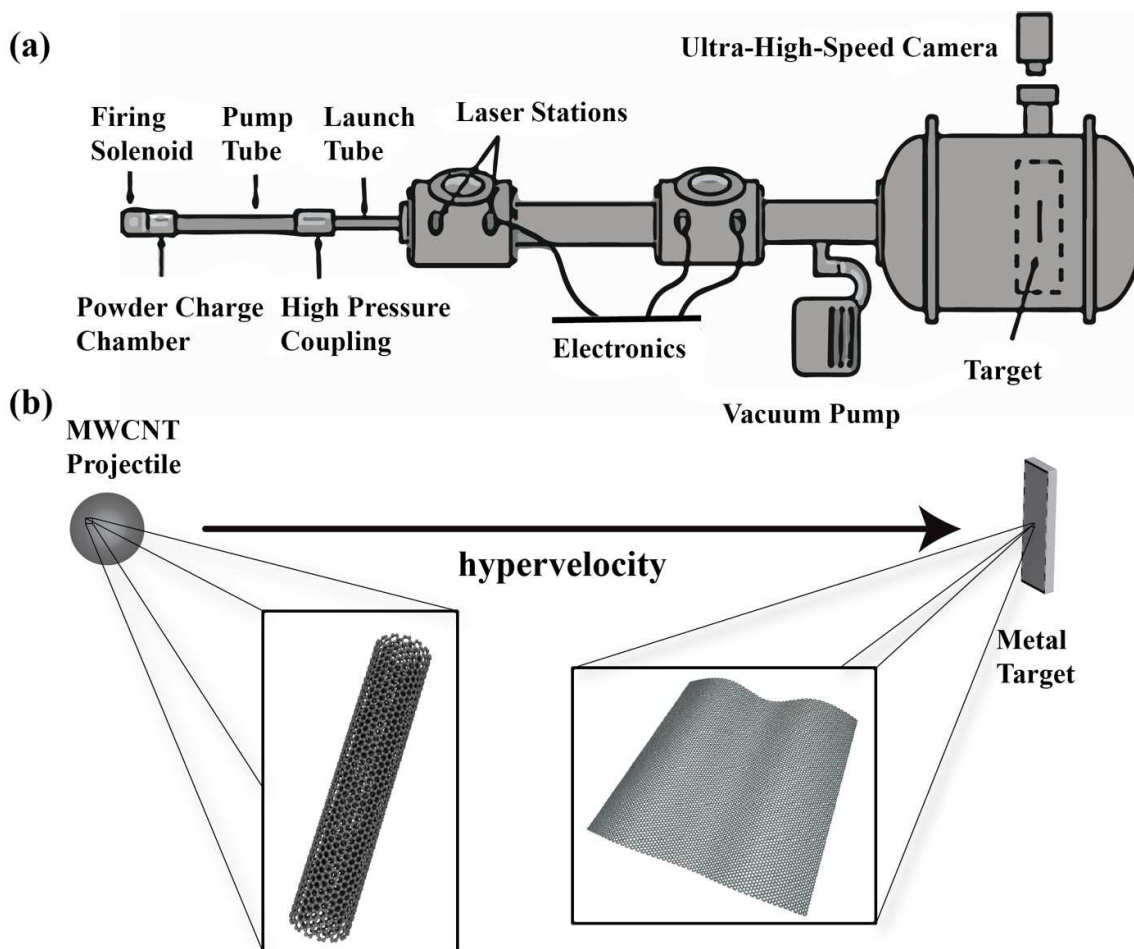 (a)
Ultra-High-Speed Camera
Firing
Solenoid
Pump
Tube
Launch
Tube
Laser Stations
Powder Charge
Chamber
High Pressure
Coupling
Electronics
Target
Vacuum Pump
(b)
MWCNT
Projectile
hypervelocity
Metal
Target